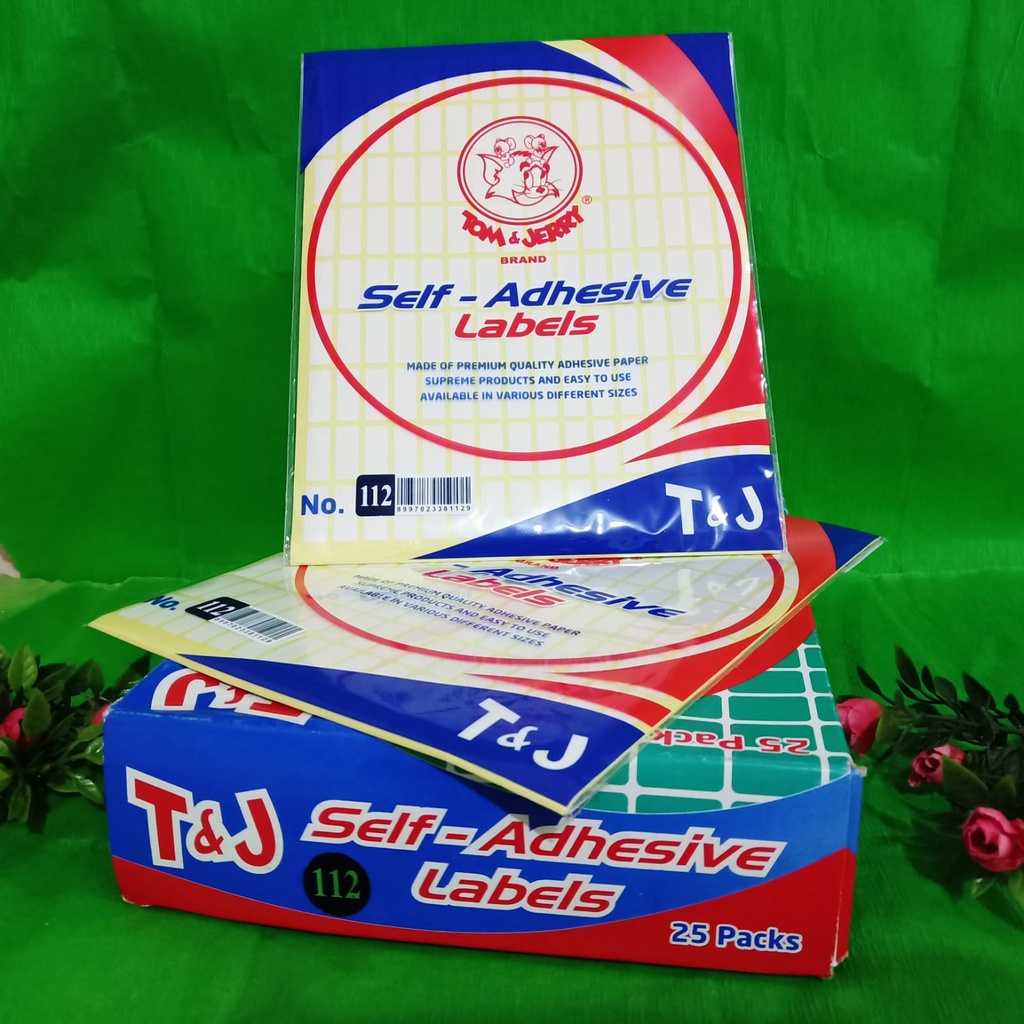 TOM & JERRY ®
BRAND
Self - Adhesive
Labels
MADE OF PREMIUM QUALITY ADHESIVE PAPER
SUPREME PRODUCTS AND EASY TO USE
AVAILABLE IN VARIOUS DIFFERENT SIZES
No. 112
8997023381129
T&J
BRAND
- Adhesive
Labels
MADE OF PREMIUM QUALITY ADHESIVE PAPER
SUPREME PRODUCTS AND EASY TO USE
AVAILABLE IN VARIOUS DIFFERENT SIZES
No. 112
8997023381129
T&J
T&J
25 Pack
T&J
Self - Adhesive
112
Labels
25 Packs